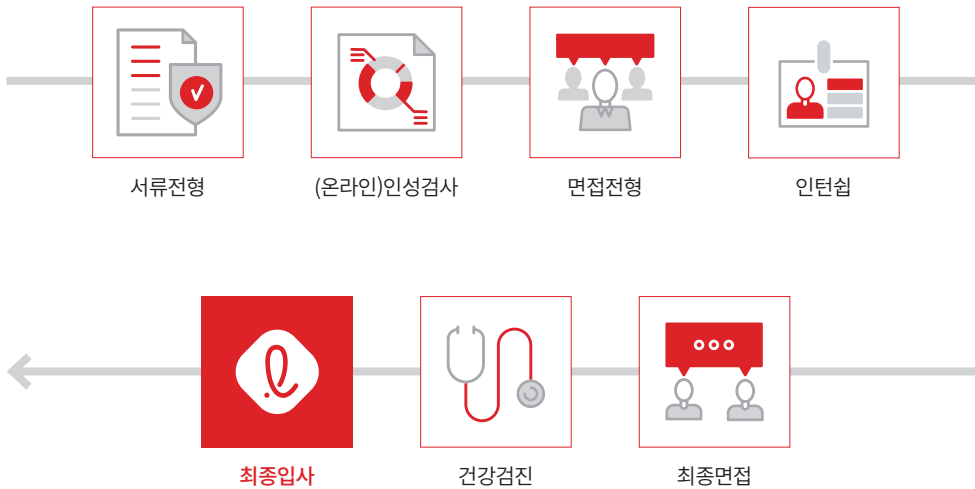 서류전형
(온라인)인성검사
면접전형
인턴쉽
최종입사
건강검진
최종면접